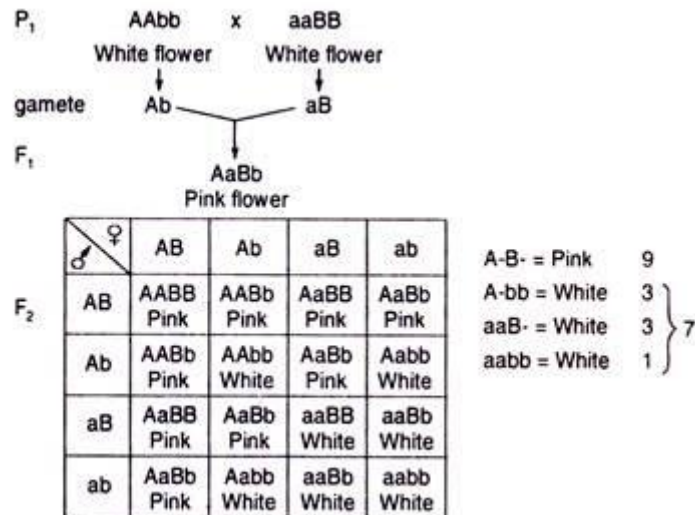 P₁ AAbb x aaBB
White flower White flower
gamete Ab aB
F₁
AaBb
Pink flower
♂ ♀ AB Ab aB ab
F₂ AB AABB AABb AaBB AaBb
Pink Pink Pink Pink
Ab AABb AAbb AaBb Aabb
Pink White Pink White
aB AaBB AaBb aaBB aaBb
Pink Pink White White
ab AaBb Aabb aaBb aabb
Pink White White White
A-B- = Pink 9
A-bb = White 3
aaB- = White 3
aabb = White 1
7